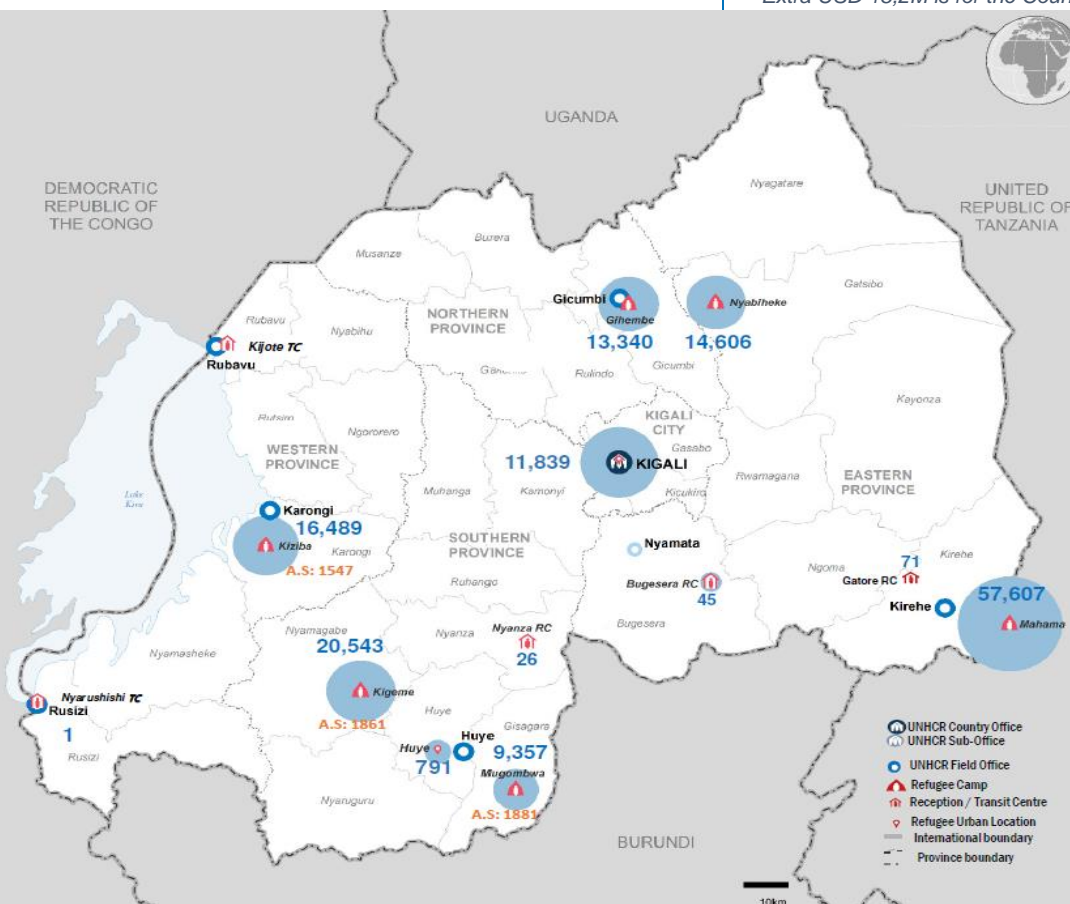 UGANDA
DEMOCRATIC
REPUBLIC OF
THE CONGO
UNITED
REPUBLIC OF
TANZANIA
Nyagatare
Burera
Musanze
Gatsibo
Gicumbi
Gihembe
13,340
Nyabiheke
14,606
NORTHERN
PROVINCE
Rubavu
Nyabihu
Kijote TC
Rubavu
Rulindo
Gicumbi
Kayonza
Rutsiro
Ngororero
WESTERN
PROVINCE
KIGALI
CITY
Gasabo
11,839
KIGALI
Kicukiro
Rwamagana
EASTERN
PROVINCE
Muhanga
Kamonyi
Lake
Karongi
16,489
Kiziba
Karongi
A.S: 1547
SOUTHERN
PROVINCE
Ruhango
Nyamata
Bugesera RC
45
Bugesera
Ngoma
71
Gatore RC
Kirehe
Kirehe
57,607
Mahama
Nyamagabe
20,543
Kigeme
A.S: 1861
Nyanza
Nyanza RC
26
Nyamasheke
Nyarushishi TC
Rusizi
1
Rusizi
Huye
Gisagara
Huye
Huye
791
9,357
Mugombwa
A.S: 1881
Nyaruguru
BURUNDI
UNHCR Country Office
UNHCR Sub-Office
UNHCR Field Office
Refugee Camp
Reception / Transit Centre
Refugee Urban Location
International boundary
Province boundary
10km